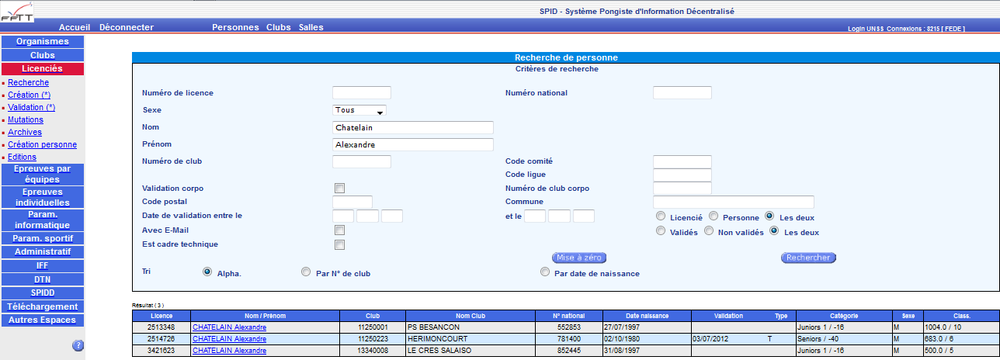 FFTT
SPID - Système Pongiste d'Information Décentralisé
Accueil Déconnecter Personnes Clubs Salles Login UNSS Connexions : 8215 [ FEDE ]
Organismes
Clubs
Licenciés
Recherche
Création (*)
Validation (*)
Mutations
Archives
Création personne
Editions
Epreuves par
équipes
Epreuves
individuelles
Param.
informatique
Param. sportif
Administratif
IFF
DTN
SPIDD
Téléchargement
Autres Espaces
?
Recherche de personne
Critères de recherche
Numéro de licence Numéro national
Sexe Tous
Nom Chatelain
Prénom Alexandre
Numéro de club Code comité
Code ligue
Validation corpo Numéro de club corpo
Code postal Commune
Date de validation entre le et le Licencié Personne Les deux
Avec E-Mail Validés Non validés Les deux
Est cadre technique
Mise à zéro Rechercher
Tri Alpha. Par N° de club Par date de naissance
Résultat ( 3 )
Licence Nom / Prénom Club Nom Club N° national Date naissance Validation Type Catégorie Sexe Class.
2513348 CHATELAIN Alexandre 11250001 PS BESANCON 552853 27/07/1997 Juniors 1 / -16 M 1004.0 / 10
2514726 CHATELAIN Alexandre 11250223 HERIMONCOURT 781400 02/10/1980 03/07/2012 T Seniors / -40 M 683.0 / 6
3421623 CHATELAIN Alexandre 13340008 LE CRES SALAISO 852445 31/08/1997 Juniors 1 / -16 M 500.0 / 5